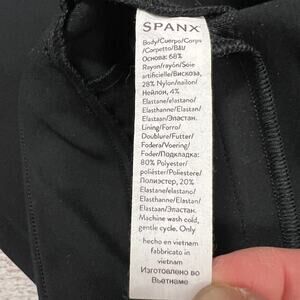 SPANX
Body/Cuerpo/Corps
/Corpetto/Bāl/
Основа: 68%
Rayon/rayón/Soie
artificielle/Вискоза,
28% Nylon/nailon/
Нейлон, 4%
Elastane/elastano/
Elasthanne/Elastan/
Elastaan/Эластан.
Lining/Forro/
Doublure/Futter/
Fodera/Voering/
Foder/Подкладка:
80% Polyester/
poliéster/Poliestere/
Полиэстер, 20%
Elastane/elastano/
Elasthanne/Elastan/
Elastaan/Эластан.
Machine wash cold,
gentle cycle. Only
hecho en vietnam
fabbricato in
vietnam
Изготовлено во
Вьетнаме